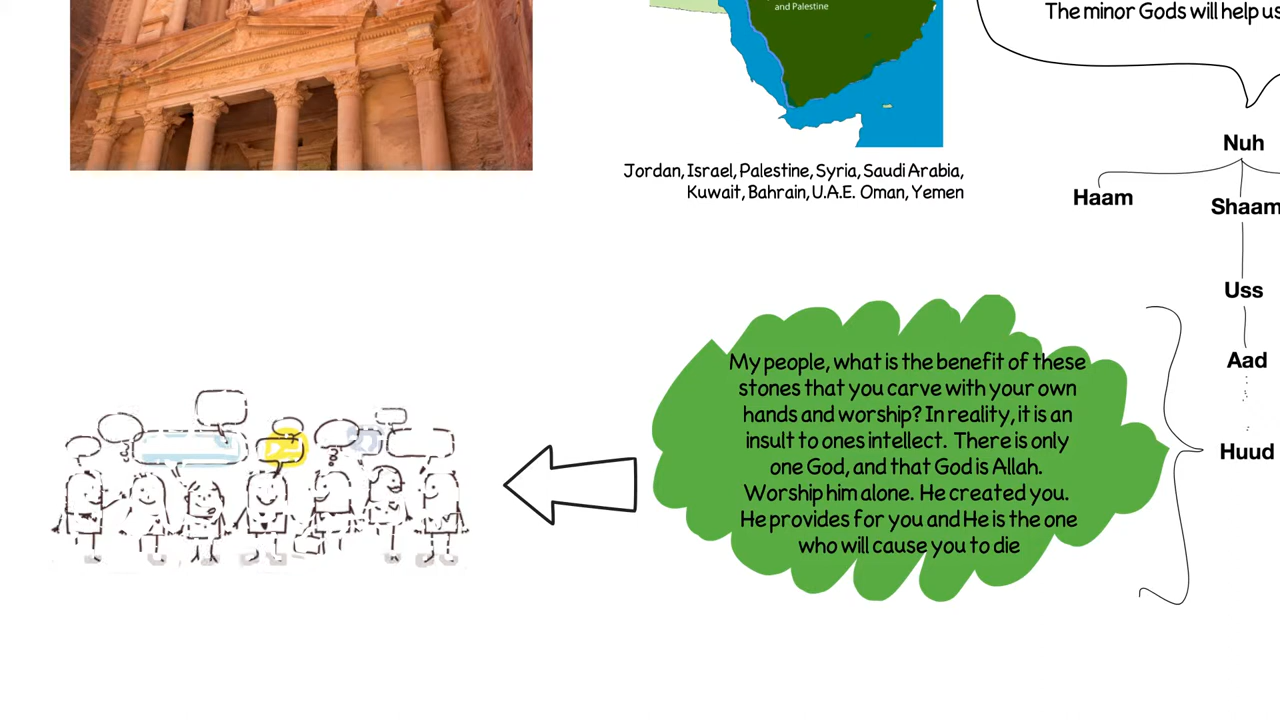 and Palestine
The minor Gods will help us
Jordan, Israel, Palestine, Syria, Saudi Arabia,
Kuwait, Bahrain, U.A.E. Oman, Yemen
Nuh
Haam
Shaam
Uss
Aad
Huud
My people, what is the benefit of these
stones that you carve with your own
hands and worship? In reality, it is an
insult to ones intellect. There is only
one God, and that God is Allah.
Worship him alone. He created you.
He provides for you and He is the one
who will cause you to die